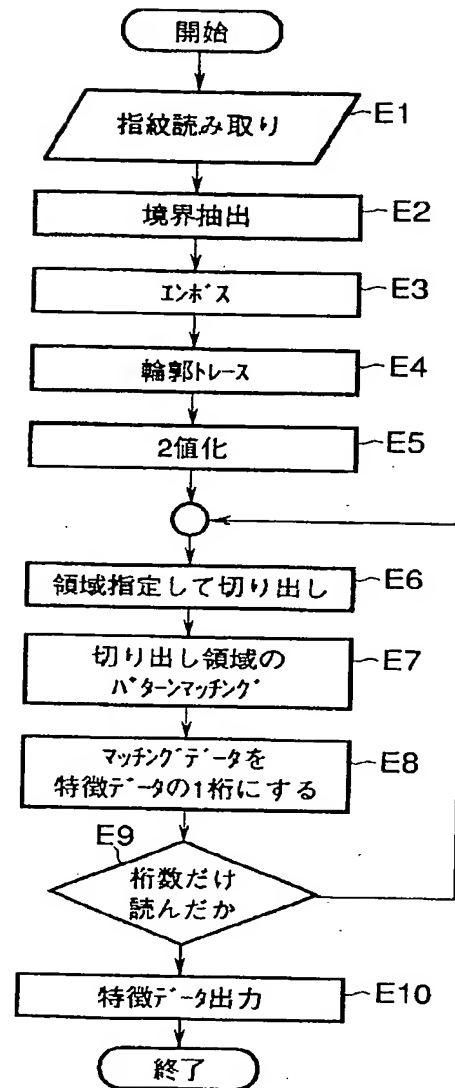 開始
指紋読み取り
E1
境界抽出
E2
エンボス
E3
輪郭トレース
E4
2値化
E5
領域指定して切り出し
E6
切り出し領域の
パターンマッチング
E7
マッチングデータを
特徴データの1桁にする
E8
E9
桁数だけ
読んだか
特徴データ出力
E10
終了